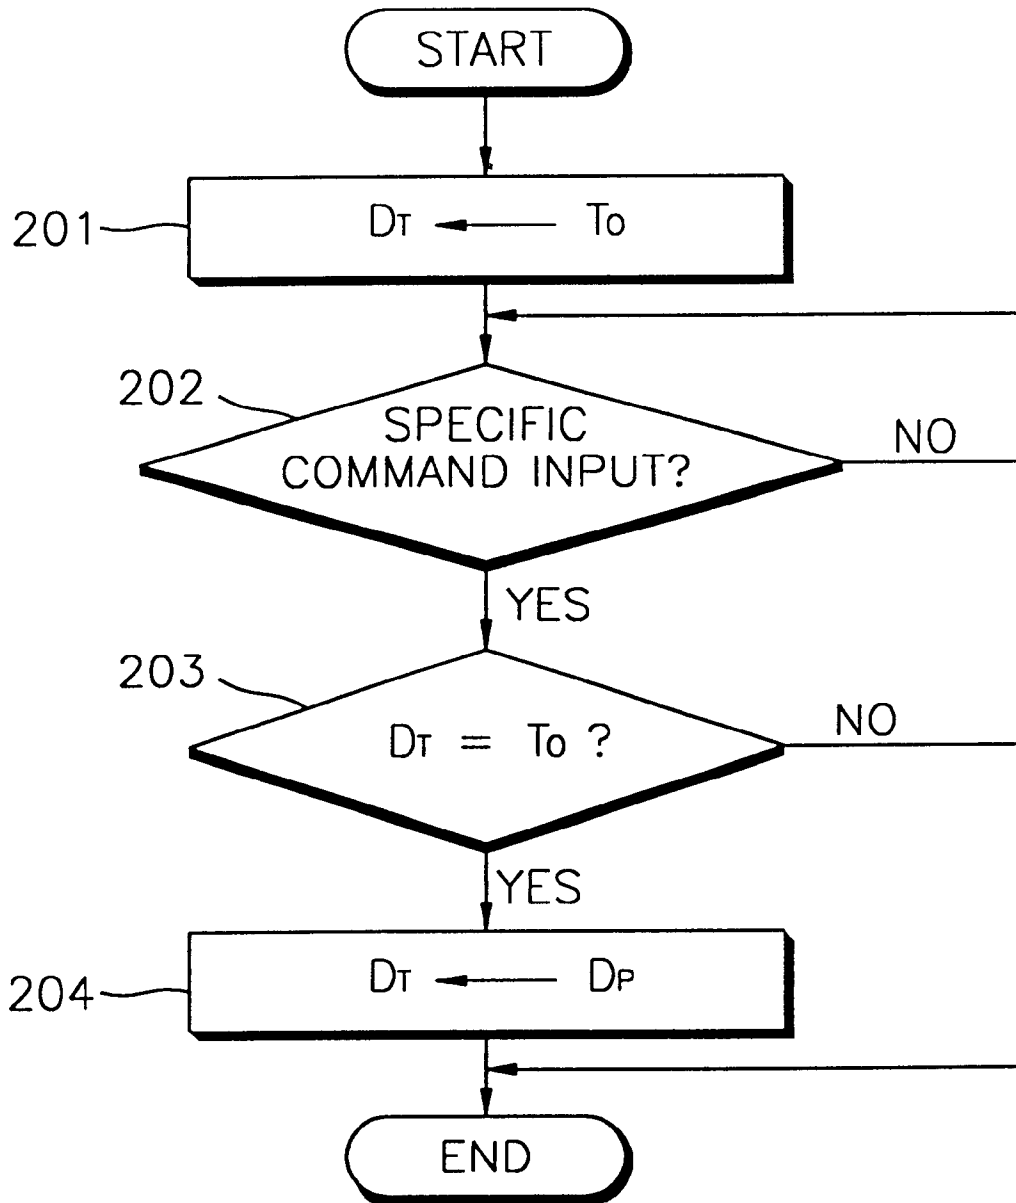 START
201
DT ← To
202
SPECIFIC
COMMAND INPUT?
NO
YES
203
DT = To ?
NO
YES
204
DT ← DP
END